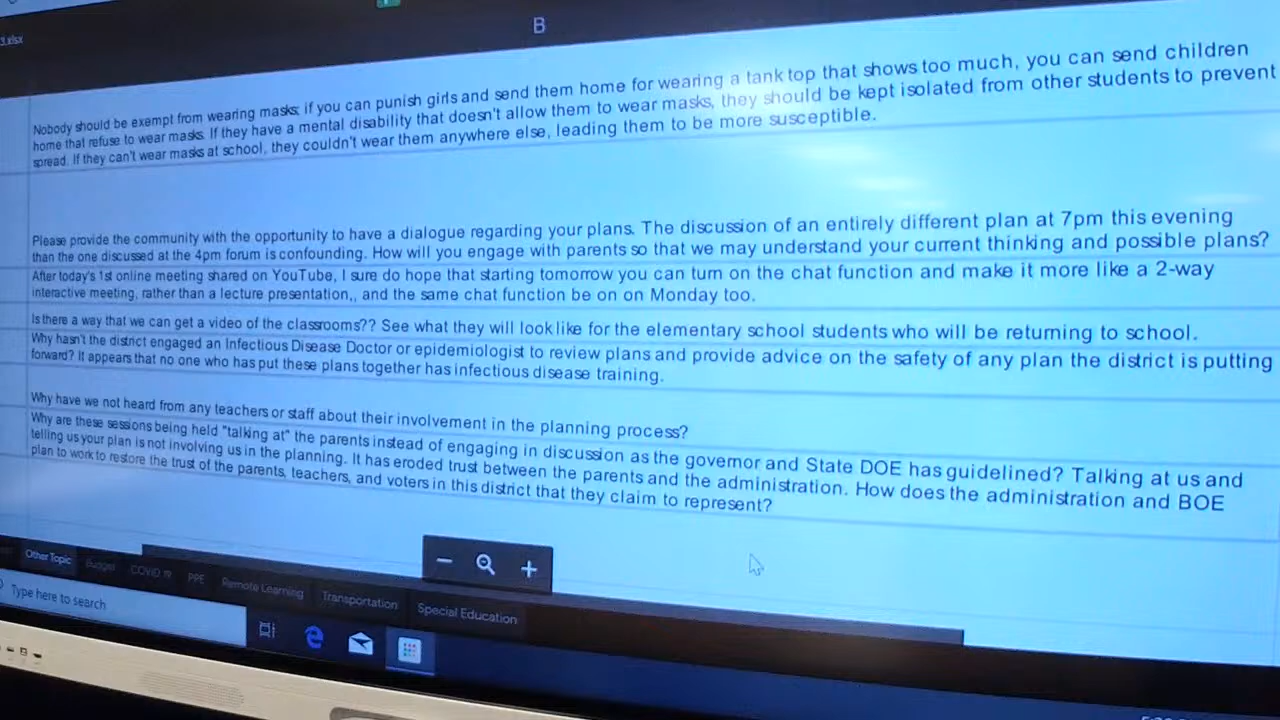 3.xlsx
B
Nobody should be exempt from wearing masks; if you can punish girls and send them home for wearing a tank top that shows too much, you can send children
home that refuse to wear masks. If they have a mental disability that doesn't allow them to wear masks, they should be kept isolated from other students to prevent
spread. If they can't wear masks at school, they couldn't wear them anywhere else, leading them to be more susceptible.
Please provide the community with the opportunity to have a dialogue regarding your plans. The discussion of an entirely different plan at 7pm this evening
than the one discussed at the 4pm forum is confounding. How will you engage with parents so that we may understand your current thinking and possible plans?
After today's 1st online meeting shared on YouTube, I sure do hope that starting tomorrow you can turn on the chat function and make it more like a 2-way
interactive meeting, rather than a lecture presentation,, and the same chat function be on on Monday too.
Is there a way that we can get a video of the classrooms?? See what they will look like for the elementary school students who will be returning to school.
Why hasn't the district engaged an Infectious Disease Doctor or epidemiologist to review plans and provide advice on the safety of any plan the district is putting
forward? It appears that no one who has put these plans together has infectious disease training.
Why have we not heard from any teachers or staff about their involvement in the planning process?
Why are these sessions being held "talking at" the parents instead of engaging in discussion as the governor and State DOE has guidelined? Talking at us and
telling us your plan is not involving us in the planning. It has eroded trust between the parents and the administration. How does the administration and BOE
plan to work to restore the trust of the parents, teachers, and voters in this district that they claim to represent?
Other Topic Budget COVID 19 PPE Remote Learning Transportation Special Education
Type here to search